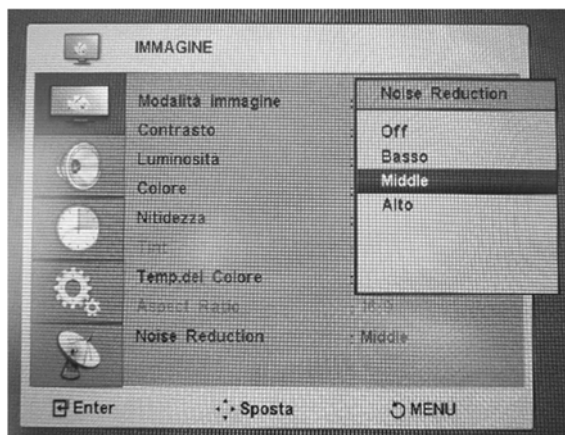 IMMAGINE
Modalità Immagine :
Contrasto
Luminosità
Colore
Nitidezza
Tint
Temp.del Colore :
Aspect Ratio : 16:9
Noise Reduction : Middle
Noise Reduction
Off
Basso
Middle
Alto
Enter
Sposta
MENU